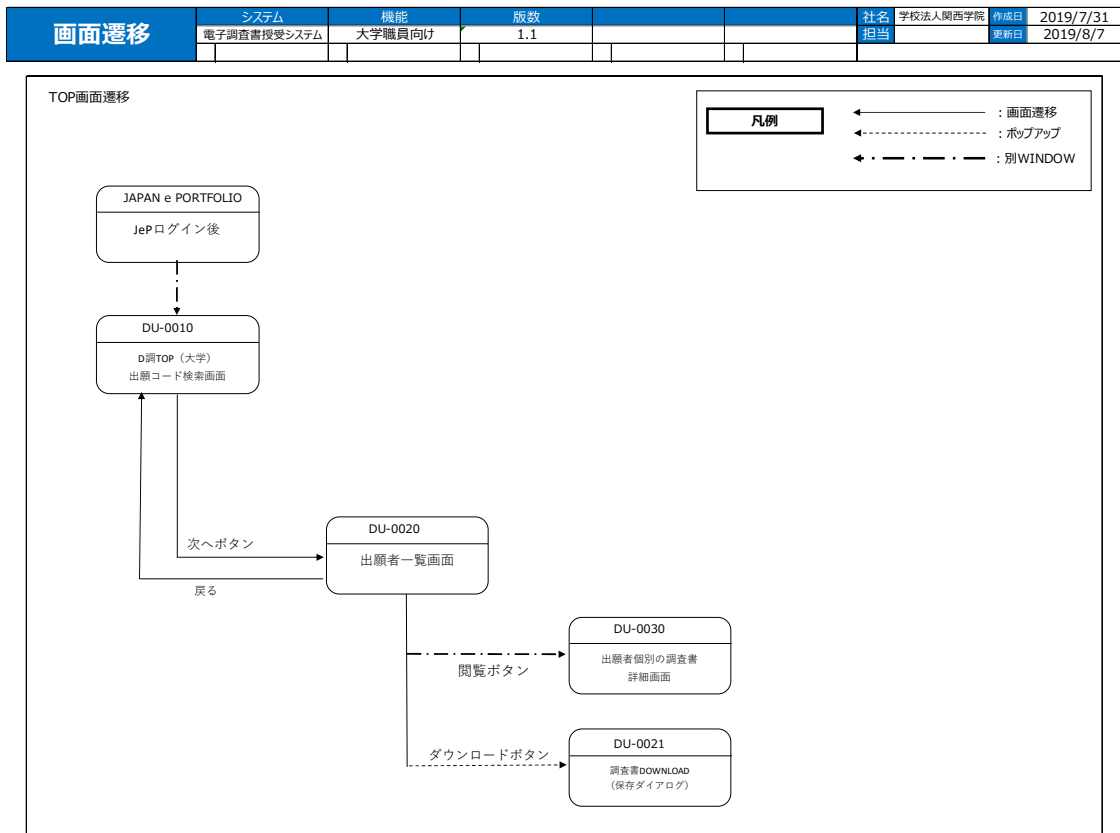 画面遷移
システム 機能 版数 社名 学校法人関西学院 作成日 2019/7/31
電子調査書授受システム 大学職員向け 1.1 担当 更新日 2019/8/7
TOP画面遷移
凡例
：画面遷移
：ポップアップ
：別WINDOW
JAPAN e PORTFOLIO
JePログイン後
DU-0010
D調TOP（大学）
出願コード検索画面
次へボタン
戻る
DU-0020
出願者一覧画面
閲覧ボタン
DU-0030
出願者個別の調査書
詳細画面
ダウンロードボタン
DU-0021
調査書DOWNLOAD
（保存ダイアログ）